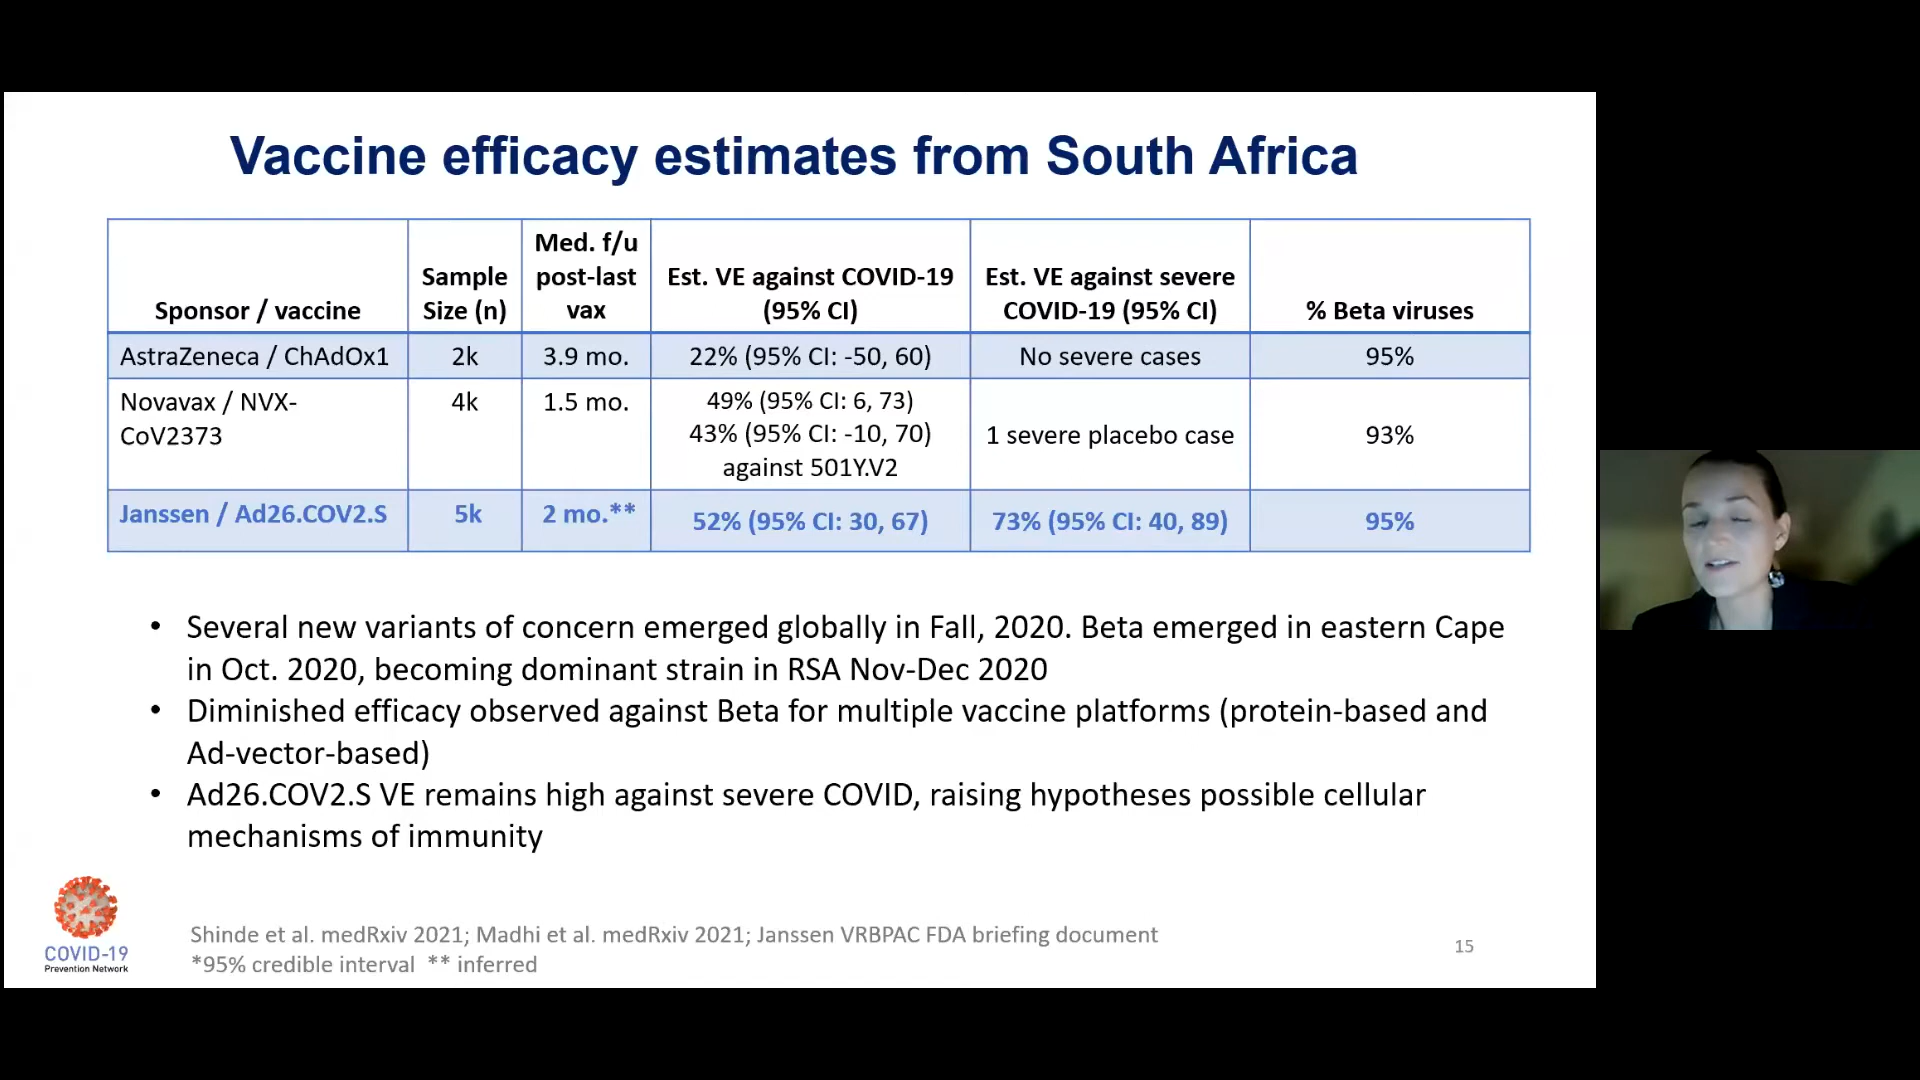 Vaccine efficacy estimates from South Africa
Sponsor / vaccine
Sample
Size (n)
Med. f/u
post-last
vax
Est. VE against COVID-19
(95% CI)
Est. VE against severe
COVID-19 (95% CI)
% Beta viruses
AstraZeneca / ChAdOx1
2k
3.9 mo.
22% (95% CI: -50, 60)
No severe cases
95%
Novavax / NVX-
CoV2373
4k
1.5 mo.
49% (95% CI: 6, 73)
43% (95% CI: -10, 70)
against 501Y.V2
1 severe placebo case
93%
Janssen / Ad26.COV2.S
5k
2 mo.**
52% (95% CI: 30, 67)
73% (95% CI: 40, 89)
95%
• Several new variants of concern emerged globally in Fall, 2020. Beta emerged in eastern Cape
in Oct. 2020, becoming dominant strain in RSA Nov-Dec 2020
• Diminished efficacy observed against Beta for multiple vaccine platforms (protein-based and
Ad-vector-based)
• Ad26.COV2.S VE remains high against severe COVID, raising hypotheses possible cellular
mechanisms of immunity
COVID-19
Prevention Network
Shinde et al. medRxiv 2021; Madhi et al. medRxiv 2021; Janssen VRBPAC FDA briefing document
*95% credible interval ** inferred
15